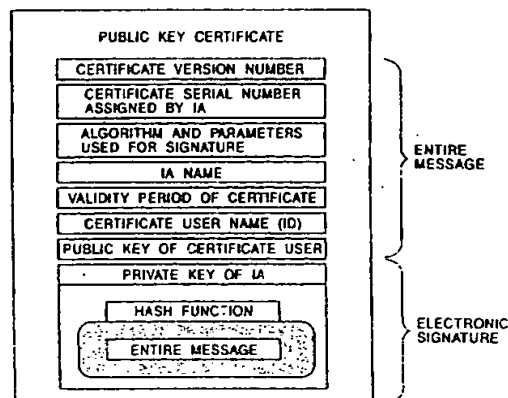 PUBLIC KEY CERTIFICATE
CERTIFICATE VERSION NUMBER
CERTIFICATE SERIAL NUMBER
ASSIGNED BY IA
ALGORITHM AND PARAMETERS
USED FOR SIGNATURE
IA NAME
VALIDITY PERIOD OF CERTIFICATE
CERTIFICATE USER NAME (ID)
PUBLIC KEY OF CERTIFICATE USER
ENTIRE
MESSAGE
PRIVATE KEY OF IA
HASH FUNCTION
ENTIRE MESSAGE
ELECTRONIC
SIGNATURE